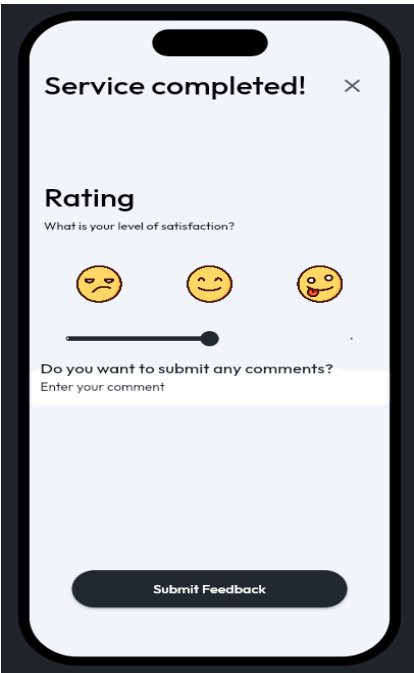 Service completed!
Rating
What is your level of satisfaction?
Do you want to submit any comments?
Enter your comment
Submit Feedback